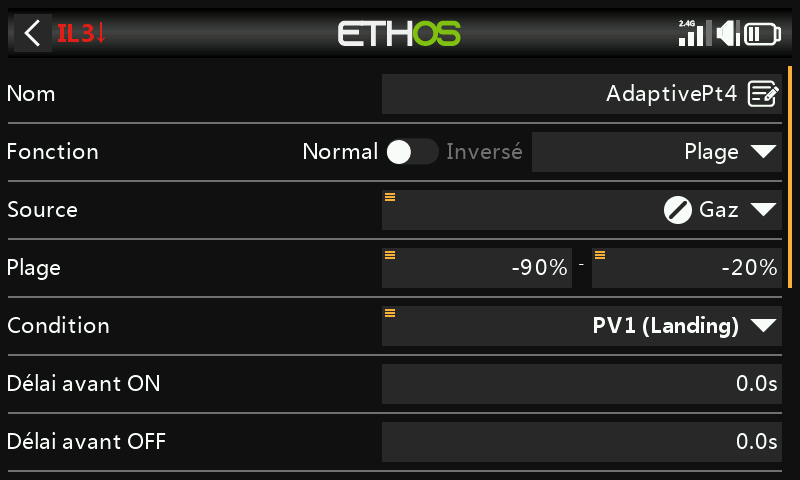 IL3↓ ETHOS 2.4G
Nom AdaptivePt4
Fonction Normal Inversé Plage
Source Gaz
Plage -90% - -20%
Condition PV1 (Landing)
Délai avant ON 0.0s
Délai avant OFF 0.0s